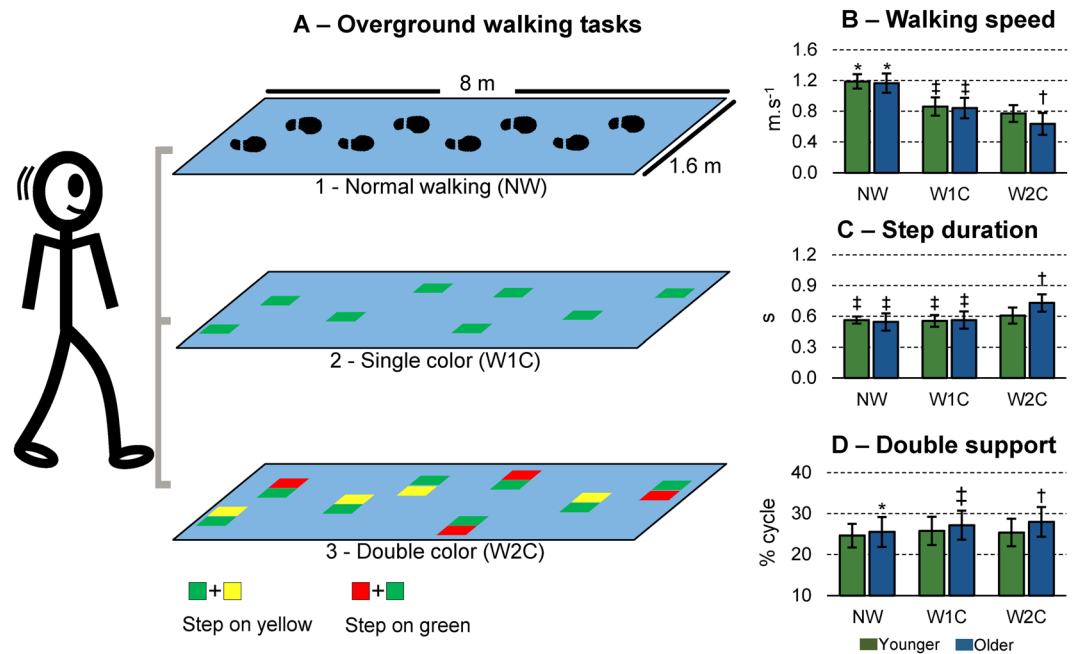 A – Overground walking tasks
8 m
1.6 m
1 - Normal walking (NW)
2 - Single color (W1C)
3 - Double color (W2C)
+
Step on yellow
+
Step on green
B – Walking speed
m.s⁻¹
1.6
1.2
0.8
0.4
0.0
* *
‡ ‡
†
NW W1C W2C
C – Step duration
s
1.2
0.9
0.6
0.3
0.0
‡ ‡
‡ ‡
†
NW W1C W2C
D – Double support
% cycle
40
30
20
10
*
‡
†
NW W1C W2C
Younger Older